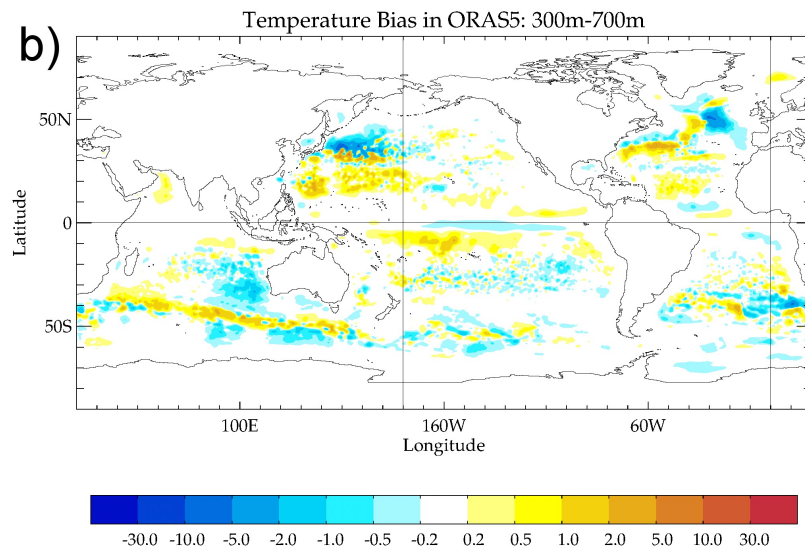 b)
Temperature Bias in ORAS5: 300m-700m
Latitude
50N
0
50S
100E 160W 60W
Longitude
-30.0 -10.0 -5.0 -2.0 -1.0 -0.5 -0.2 0.2 0.5 1.0 2.0 5.0 10.0 30.0